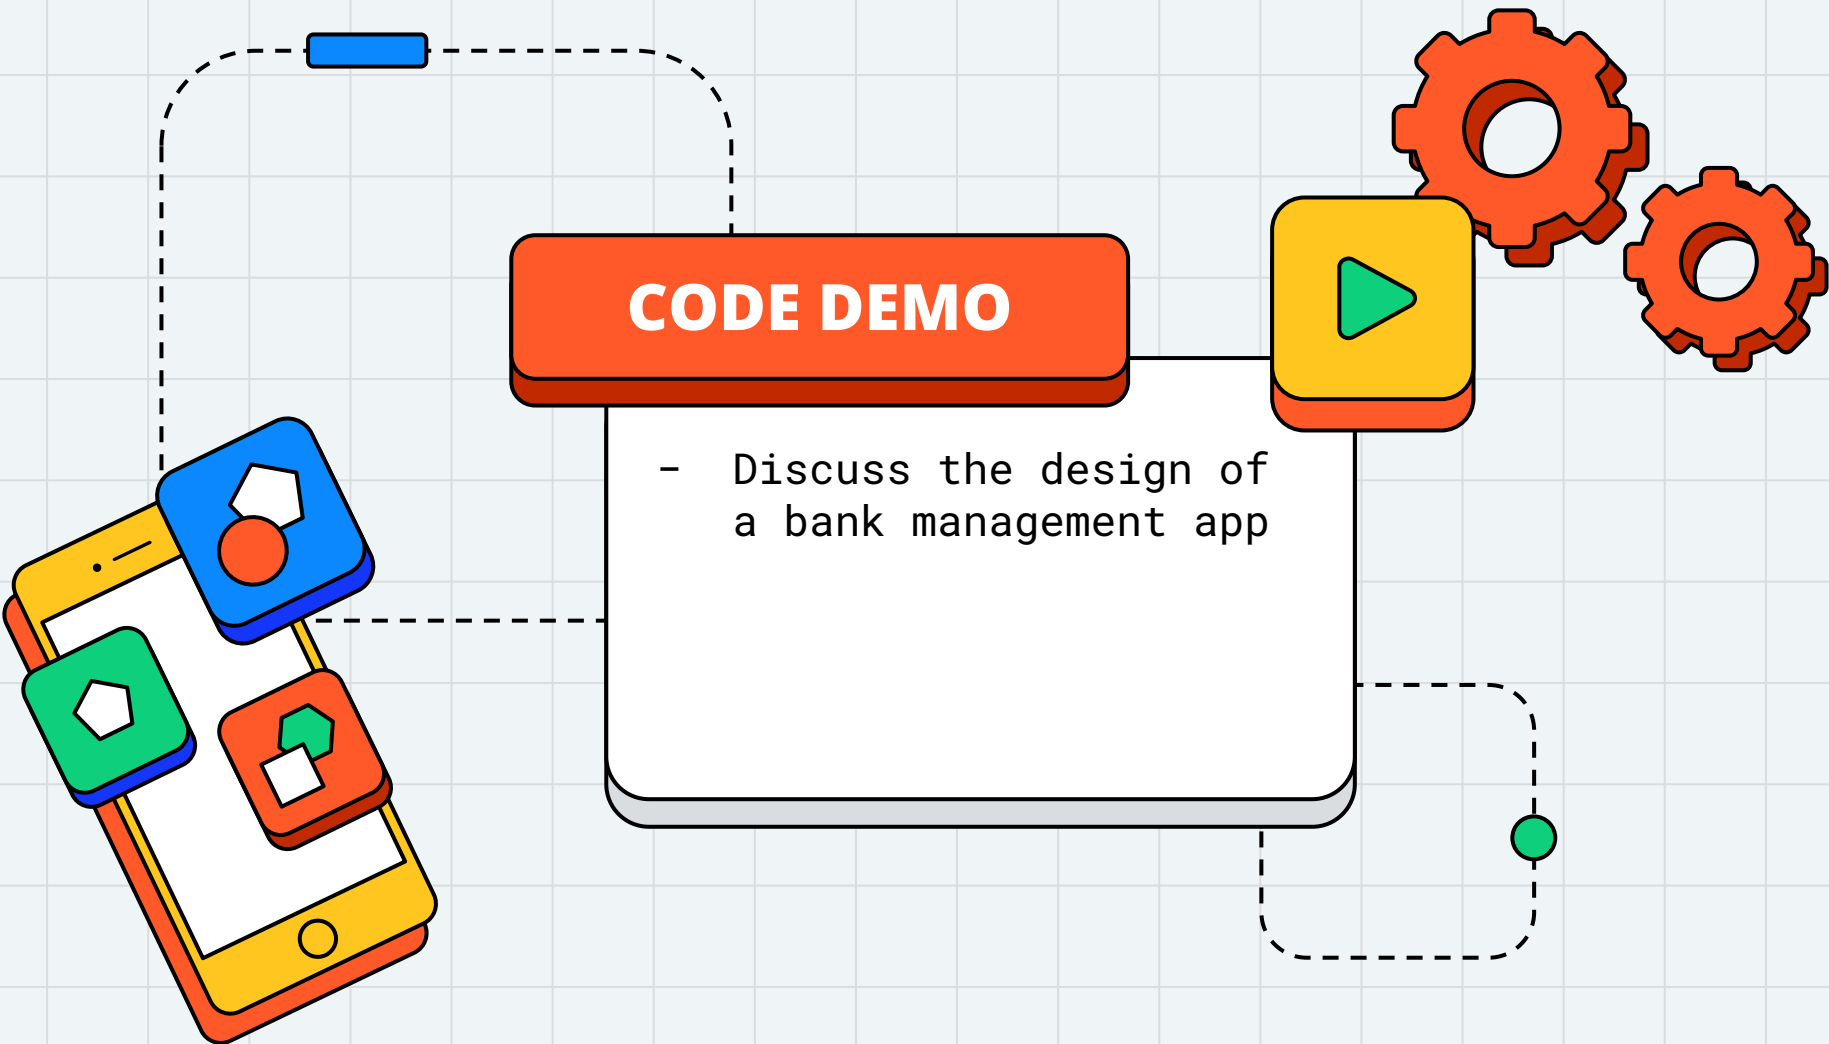 CODE DEMO
- Discuss the design of
a bank management app